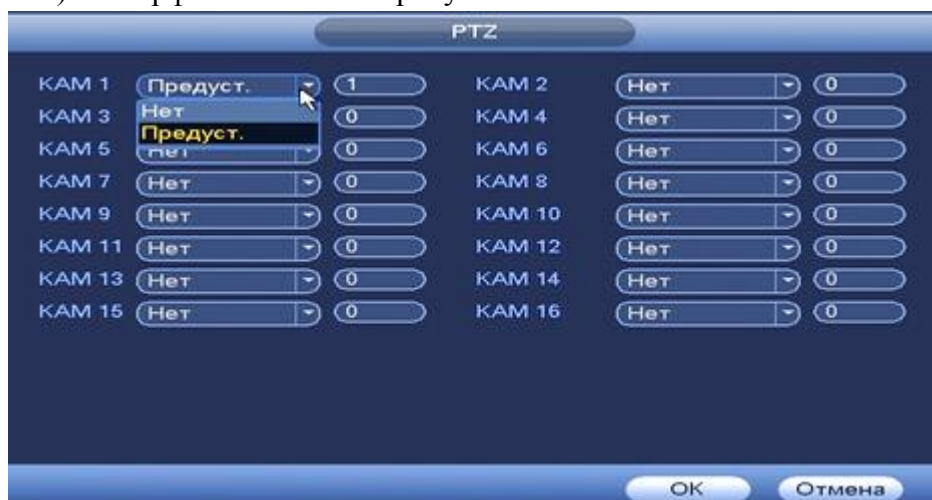 PTZ
КАМ 1 Предуст. 1 КАМ 2 Нет 0
КАМ 3 Нет 0 КАМ 4 Нет 0
Предуст.
КАМ 5 Нет 0 КАМ 6 Нет 0
КАМ 7 Нет 0 КАМ 8 Нет 0
КАМ 9 Нет 0 КАМ 10 Нет 0
КАМ 11 Нет 0 КАМ 12 Нет 0
КАМ 13 Нет 0 КАМ 14 Нет 0
КАМ 15 Нет 0 КАМ 16 Нет 0
OK Отмена